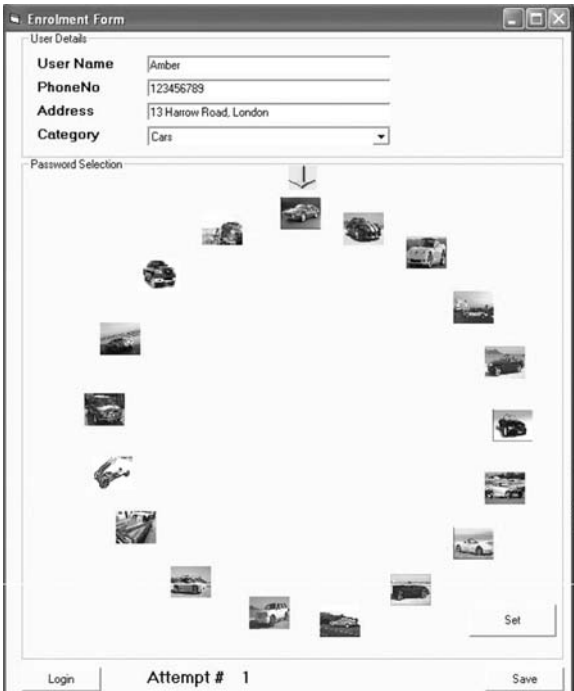 Enrolment Form
User Details
User Name Amber
PhoneNo 123456789
Address 13 Harrow Road, London
Category Cars
Password Selection
Set
Login Attempt # 1 Save